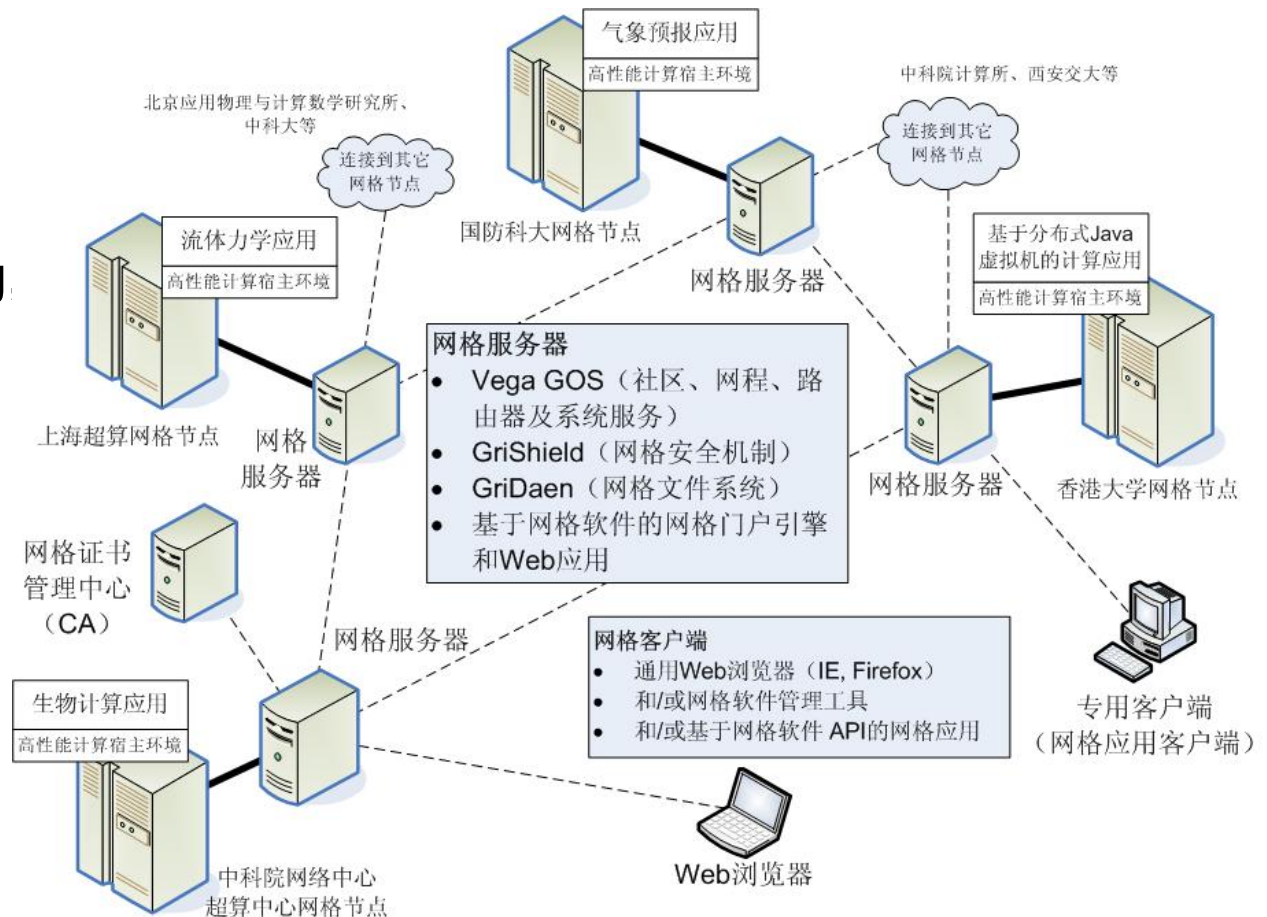 气象预报应用
高性能计算宿主环境
中科院计算所、西安交大等
北京应用物理与计算数学研究所、
中科大等
连接到其它
网格节点
连接到其它
网格节点
国防科大网格节点
网格服务器
流体力学应用
高性能计算宿主环境
基于分布式Java
虚拟机的计算应用
高性能计算宿主环境
上海超算网格节点
网格
服务器
网格服务器
• Vega GOS（社区、网程、路
由器及系统服务）
• GriShield（网格安全机制）
• GriDaen（网格文件系统）
• 基于网格软件的网格门户引擎
和Web应用
网格服务器
香港大学网格节点
网格证书
管理中心
（CA）
网格服务器
网格客户端
• 通用Web浏览器（IE, Firefox）
• 和/或网格软件管理工具
• 和/或基于网格软件 API的网格应用
专用客户端
（网格应用客户端）
生物计算应用
高性能计算宿主环境
中科院网络中心
超算中心网格节点
Web浏览器